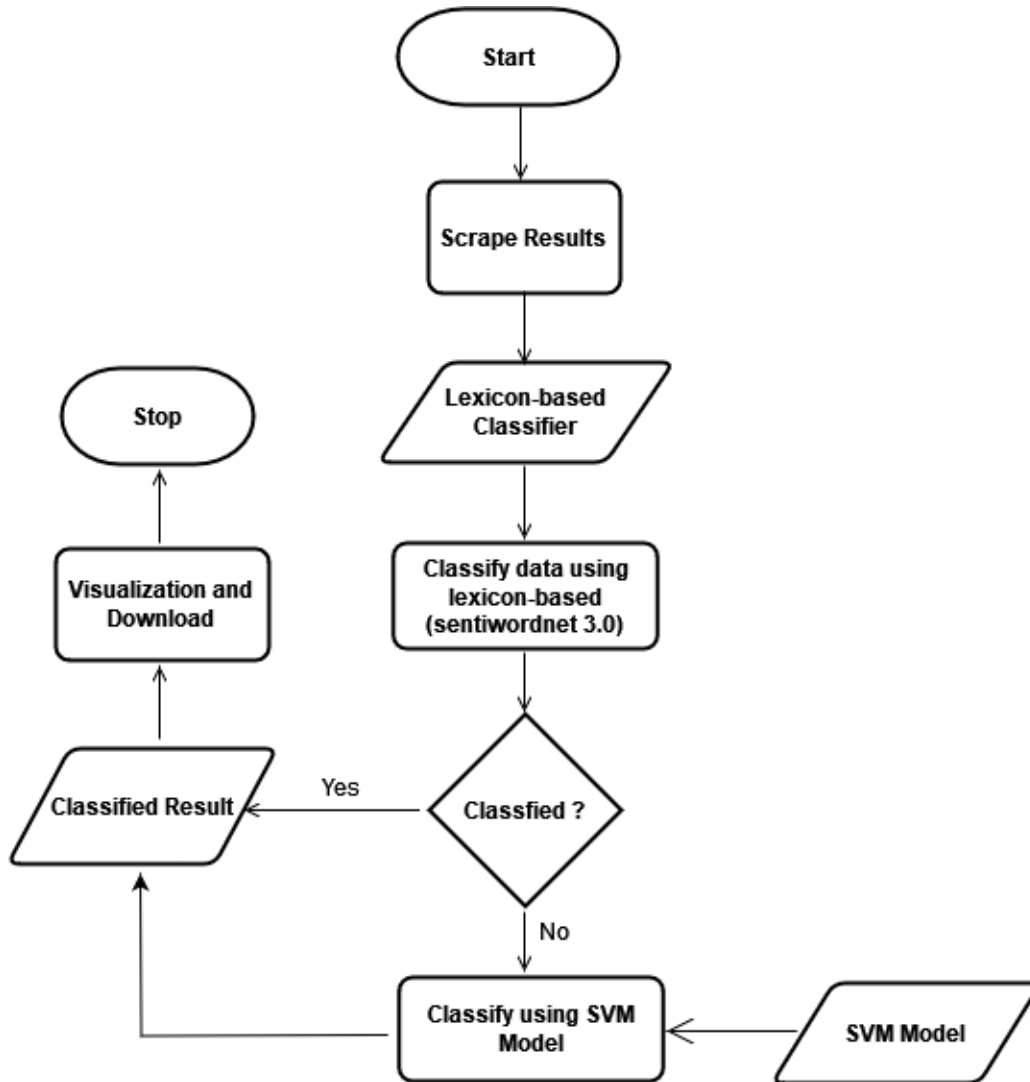 Start
Scrape Results
Lexicon-based
Classifier
Stop
Classify data using
lexicon-based
(sentiwordnet 3.0)
Visualization and
Download
Yes
Classified Result
Classfied ?
No
Classify using SVM
Model
SVM Model